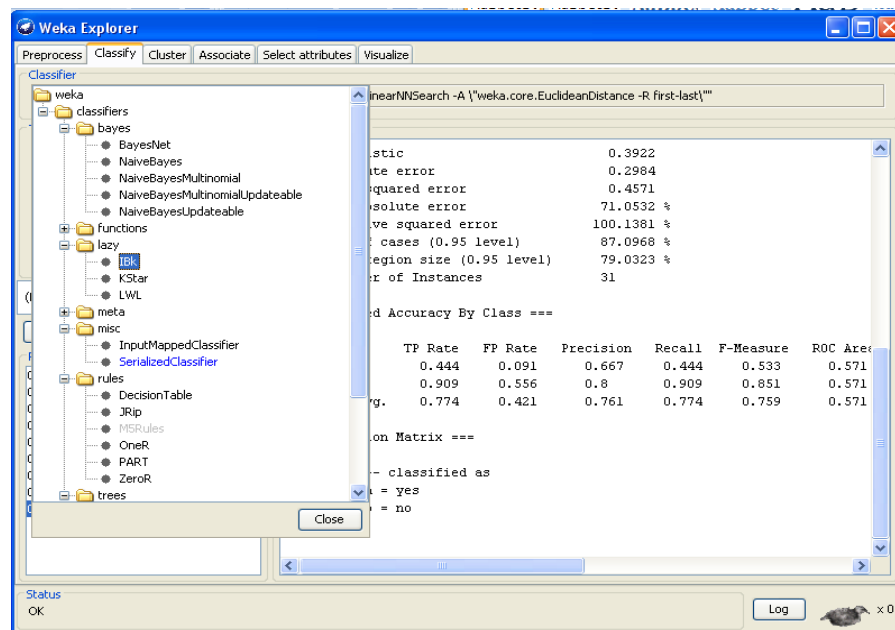 Weka Explorer
Preprocess Classify Cluster Associate Select attributes Visualize
Classifier
inearNNSearch -A \"weka.core.EuclideanDistance -R first-last\""
weka
classifiers
bayes
BayesNet
NaiveBayes
NaiveBayesMultinomial
NaiveBayesMultinomialUpdateable
NaiveBayesUpdateable
functions
lazy
IBk
KStar
LWL
meta
misc
InputMappedClassifier
SerializedClassifier
rules
DecisionTable
JRip
M5Rules
OneR
PART
ZeroR
trees
Close
stic 0.3922
te error 0.2984
quared error 0.4571
solute error 71.0532 %
ve squared error 100.1381 %
f cases (0.95 level) 87.0968 %
egion size (0.95 level) 79.0323 %
r of Instances 31
d Accuracy By Class ===
TP Rate FP Rate Precision Recall F-Measure ROC Area
0.444 0.091 0.667 0.444 0.533 0.571
0.909 0.556 0.8 0.909 0.851 0.571
vg. 0.774 0.421 0.761 0.774 0.759 0.571
on Matrix ===
-- classified as
= yes
= no
Status
OK
Log
x 0